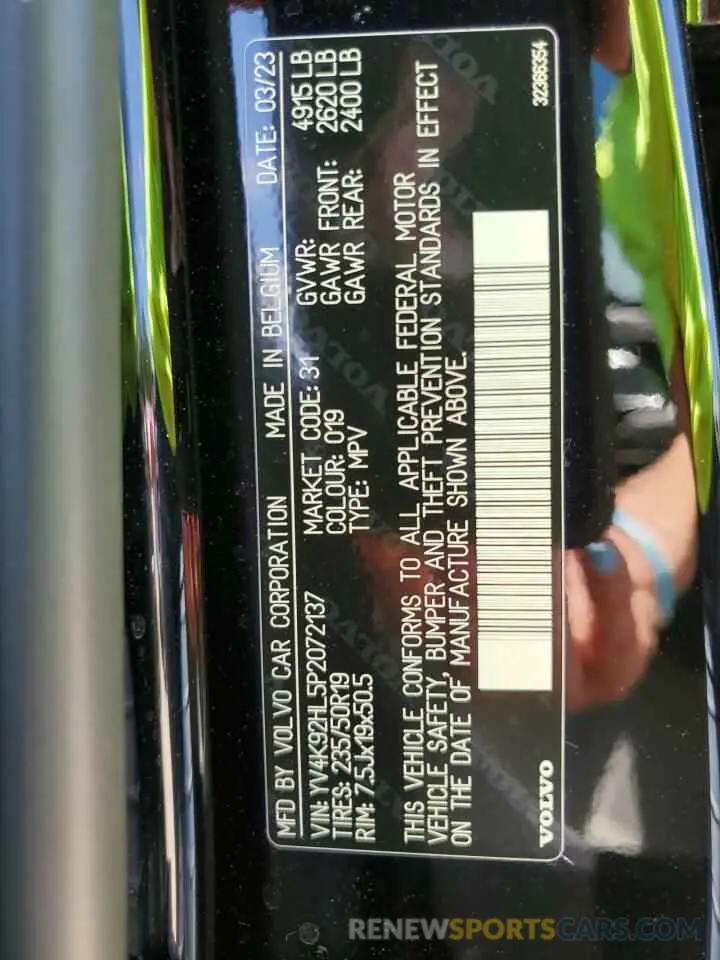 MFD BY VOLVO CAR CORPORATION MADE IN BELGIUM DATE: 03/23
VIN: YV4K92HL5P2072137 MARKET CODE: 31 GVWR: 4915 LB
TIRES: 235/50R19 COLOUR: 019 GAWR FRONT: 2620 LB
RIM: 7.5Jx19x50.5 TYPE: MPV GAWR REAR: 2400 LB
THIS VEHICLE CONFORMS TO ALL APPLICABLE FEDERAL MOTOR
VEHICLE SAFETY, BUMPER AND THEFT PREVENTION STANDARDS IN EFFECT
ON THE DATE OF MANUFACTURE SHOWN ABOVE.
VOLVO 32366354
RENEWSPORTSCARS.COM